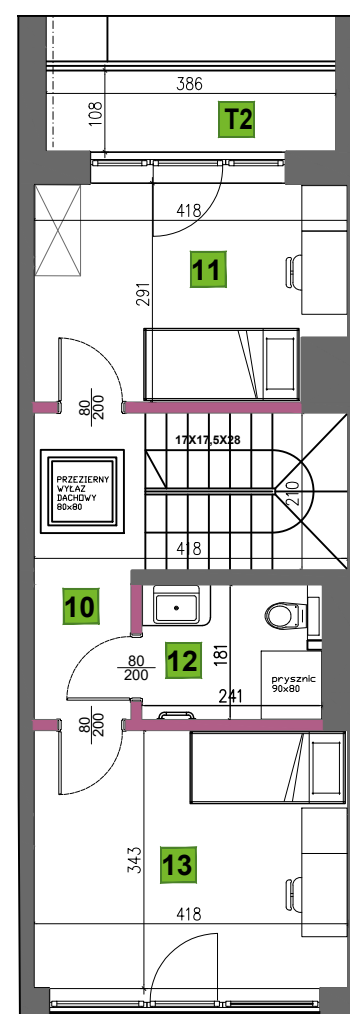 386
108
T2
418
11
291
80
200
17X17,5X28
PRZEZIERNY
WYŁAZ
DACHOWY
80x80
210
418
10
12
80
200
181
prysznic
90x80
241
80
200
343
13
418